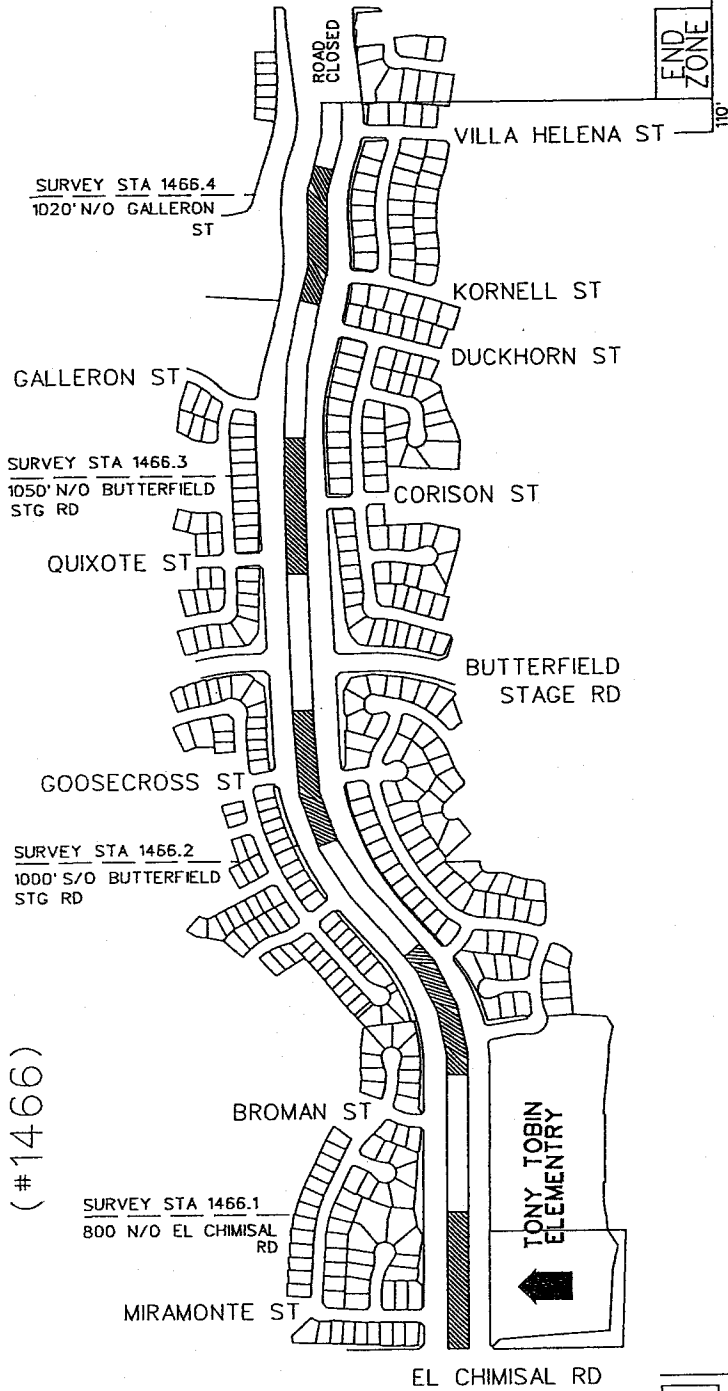 ROAD
CLOSED
END
ZONE
110'
VILLA HELENA ST
SURVEY STA 1466.4
1020' N/O GALLERON
ST
KORNELL ST
DUCKHORN ST
GALLERON ST
SURVEY STA 1466.3
1050' N/O BUTTERFIELD
STG RD
CORISON ST
QUIXOTE ST
BUTTERFIELD
STAGE RD
GOOSECROSS ST
SURVEY STA 1466.2
1000' S/O BUTTERFIELD
STG RD
(#1466)
BROMAN ST
TONY TOBIN
ELEMENTRY
SURVEY STA 1466.1
800 N/O EL CHIMISAL
RD
MIRAMONTE ST
EL CHIMISAL RD